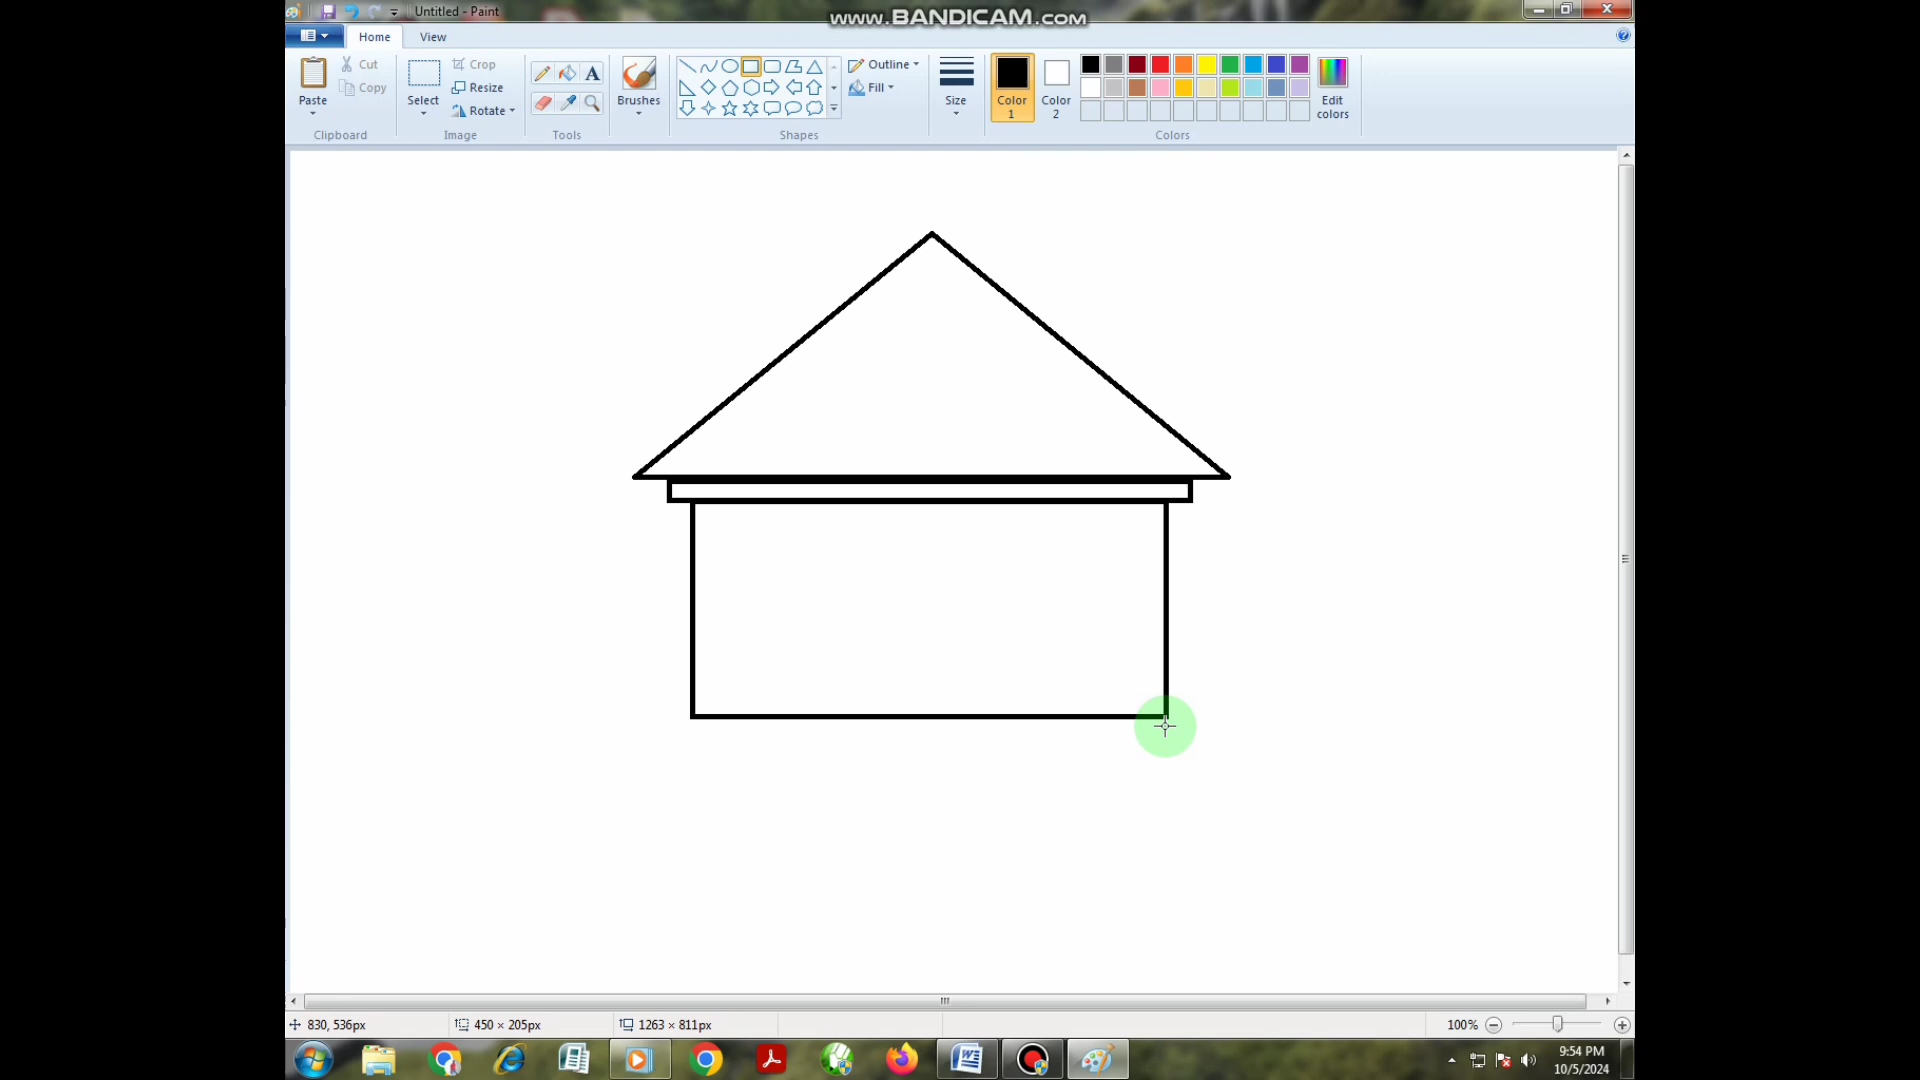 Untitled - Paint
www.BANDICAM.com
Home
View
Paste
Cut
Copy
Clipboard
Select
Crop
Resize
Rotate
Image
A
Tools
Brushes
Shapes
Outline
Fill
Size
Color 1
Color 2
Edit colors
Colors
830, 536px
450 × 205px
1263 × 811px
100%
9:54 PM
10/5/2024